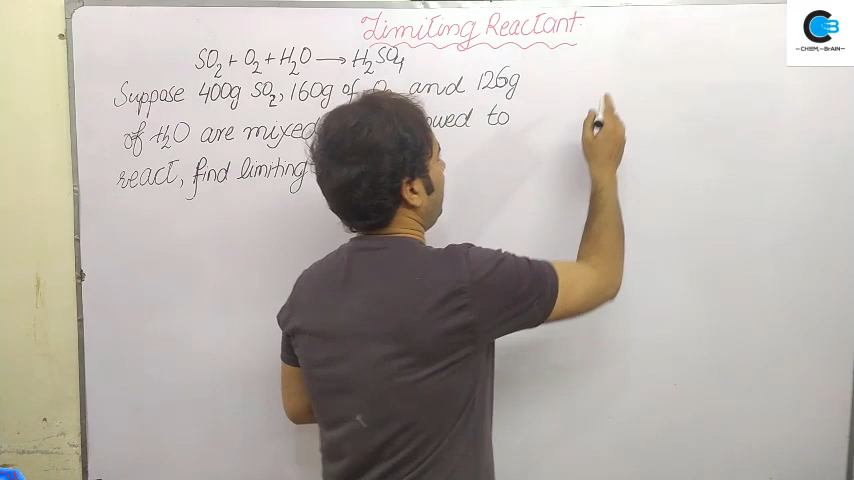 Limiting Reactant
SO₂ + O₂ + H₂O → H₂SO₄
Suppose 400g SO₂, 160g of and 126g
of H₂O are mixed to
react, find limiting
C B
—CHEM, BRAIN—